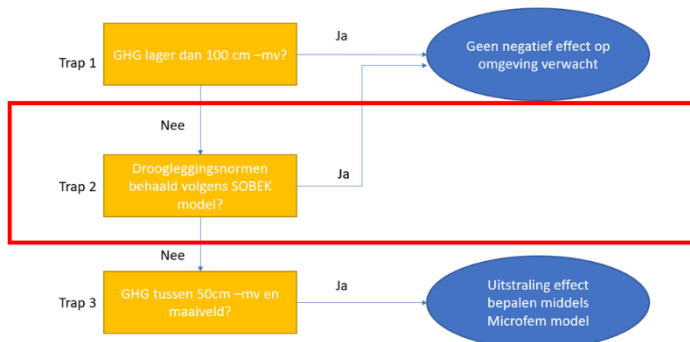 Trap 1
GHG lager dan 100 cm –mv?
Ja
Geen negatief effect op
omgeving verwacht
Nee
Trap 2
Droogleggingsnormen
behaald volgens SOBEK
model?
Ja
Nee
Trap 3
GHG tussen 50cm –mv en
maaiveld?
Ja
Uitstraling effect
bepalen middels
Microfem model